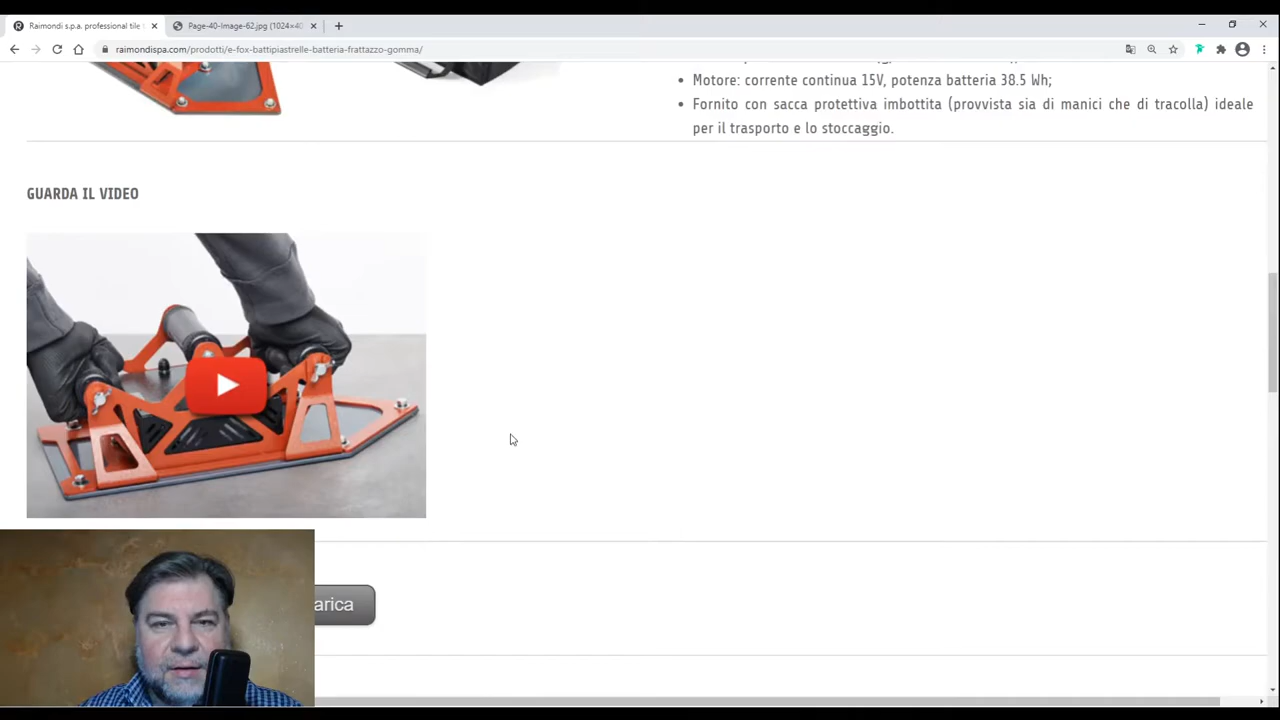 Raimondi s.p.a. professional tile
Page-40-Image-62.jpg (1024×40
raimondispa.com/prodotti/e-fox-battipiastrelle-batteria-frattazzo-gomma/
Motore: corrente continua 15V, potenza batteria 38.5 Wh;
Fornito con sacca protettiva imbottita (provvista sia di manici che di tracolla) ideale
per il trasporto e lo stoccaggio.
GUARDA IL VIDEO
arica